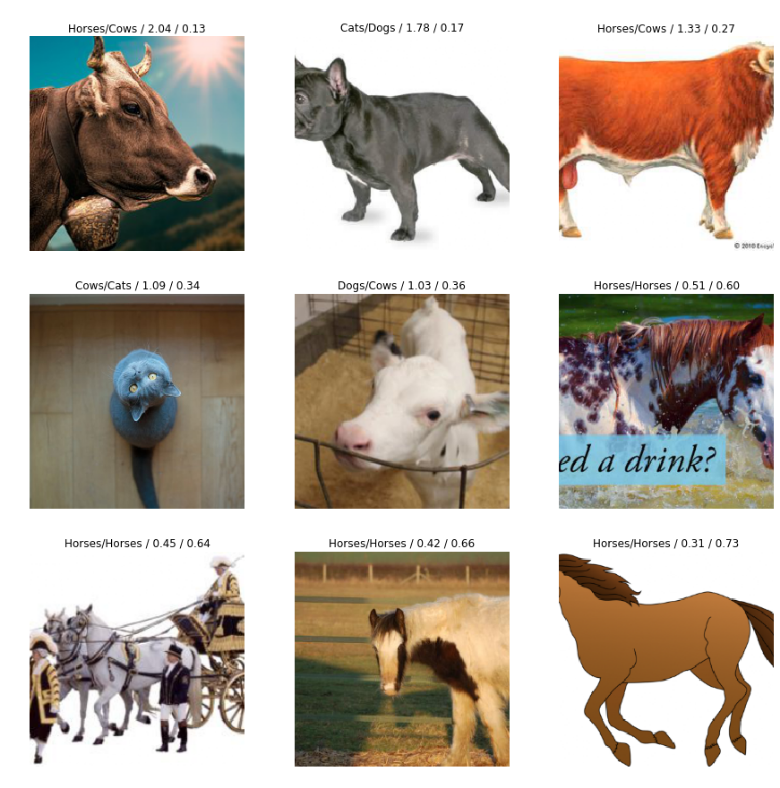 Horses/Cows / 2.04 / 0.13
Cats/Dogs / 1.78 / 0.17
Horses/Cows / 1.33 / 0.27
© 2010 Encycl
Cows/Cats / 1.09 / 0.34
Dogs/Cows / 1.03 / 0.36
Horses/Horses / 0.51 / 0.60
ed a drink?
Horses/Horses / 0.45 / 0.64
Horses/Horses / 0.42 / 0.66
Horses/Horses / 0.31 / 0.73